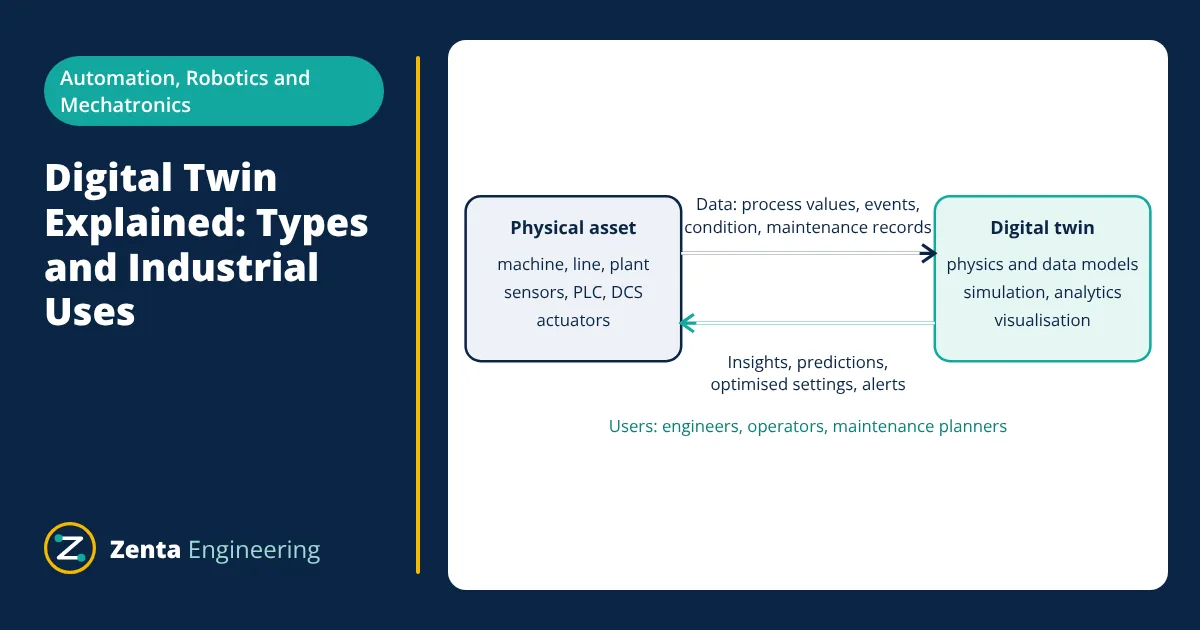 Automation, Robotics and
Mechatronics
Digital Twin
Explained: Types
and Industrial
Uses
Zenta Engineering
Physical asset
machine, line, plant
sensors, PLC, DCS
actuators
Data: process values, events,
condition, maintenance records
Digital twin
physics and data models
simulation, analytics
visualisation
Insights, predictions,
optimised settings, alerts
Users: engineers, operators, maintenance planners